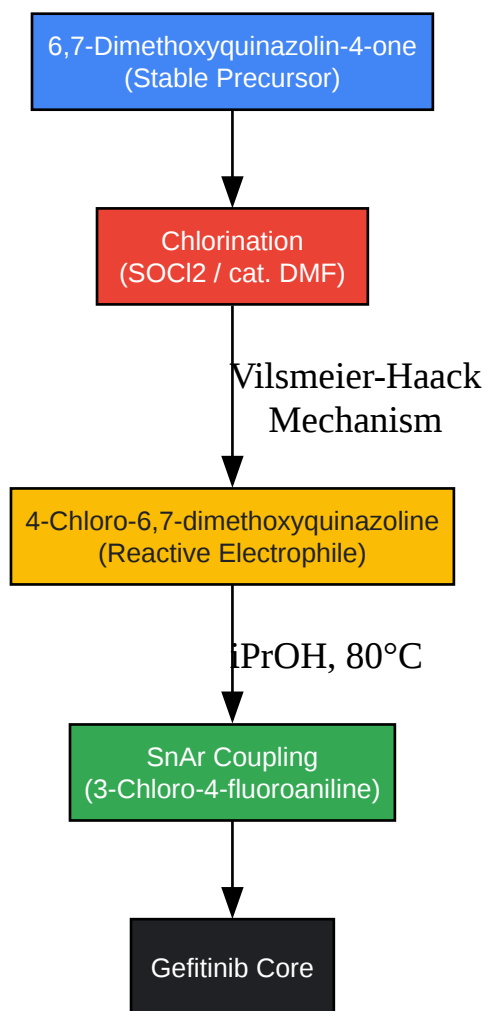 6,7-Dimethoxyquinazolin-4-one
(Stable Precursor)
Chlorination
(SOCl2 / cat. DMF)
Vilsmeier-Haack
Mechanism
4-Chloro-6,7-dimethoxyquinazoline
(Reactive Electrophile)
iPrOH, 80°C
SnAr Coupling
(3-Chloro-4-fluoroaniline)
Gefitinib Core